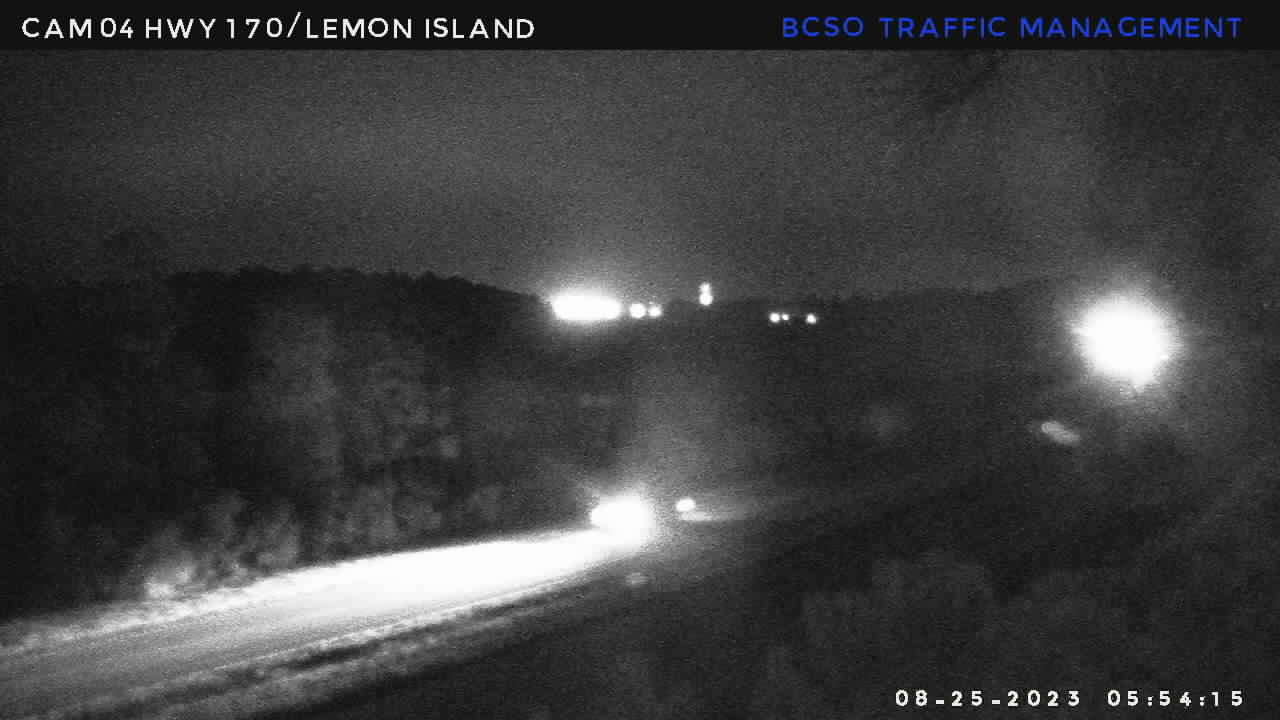 CAM04 HWY 170/LEMON ISLAND
BCSO TRAFFIC MANAGEMENT
08-25-2023 05:54:15